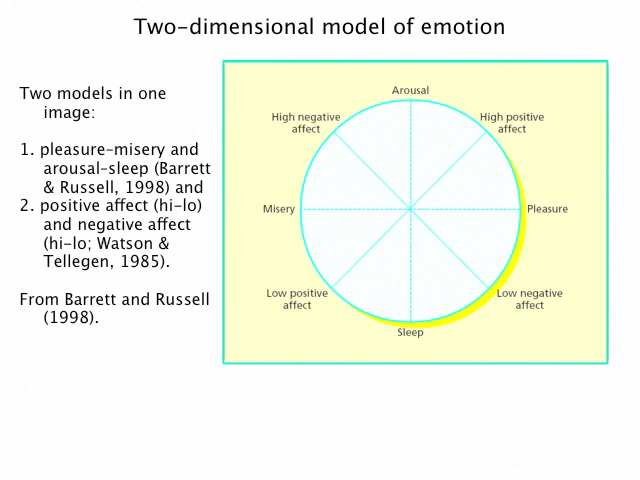 Two-dimensional model of emotion
Two models in one
image:
1. pleasure-misery and
arousal-sleep (Barrett
& Russell, 1998) and
2. positive affect (hi-lo)
and negative affect
(hi-lo; Watson &
Tellegen, 1985).
From Barrett and Russell
(1998).
Arousal
High negative
affect
High positive
affect
Misery
Pleasure
Low positive
affect
Low negative
affect
Sleep